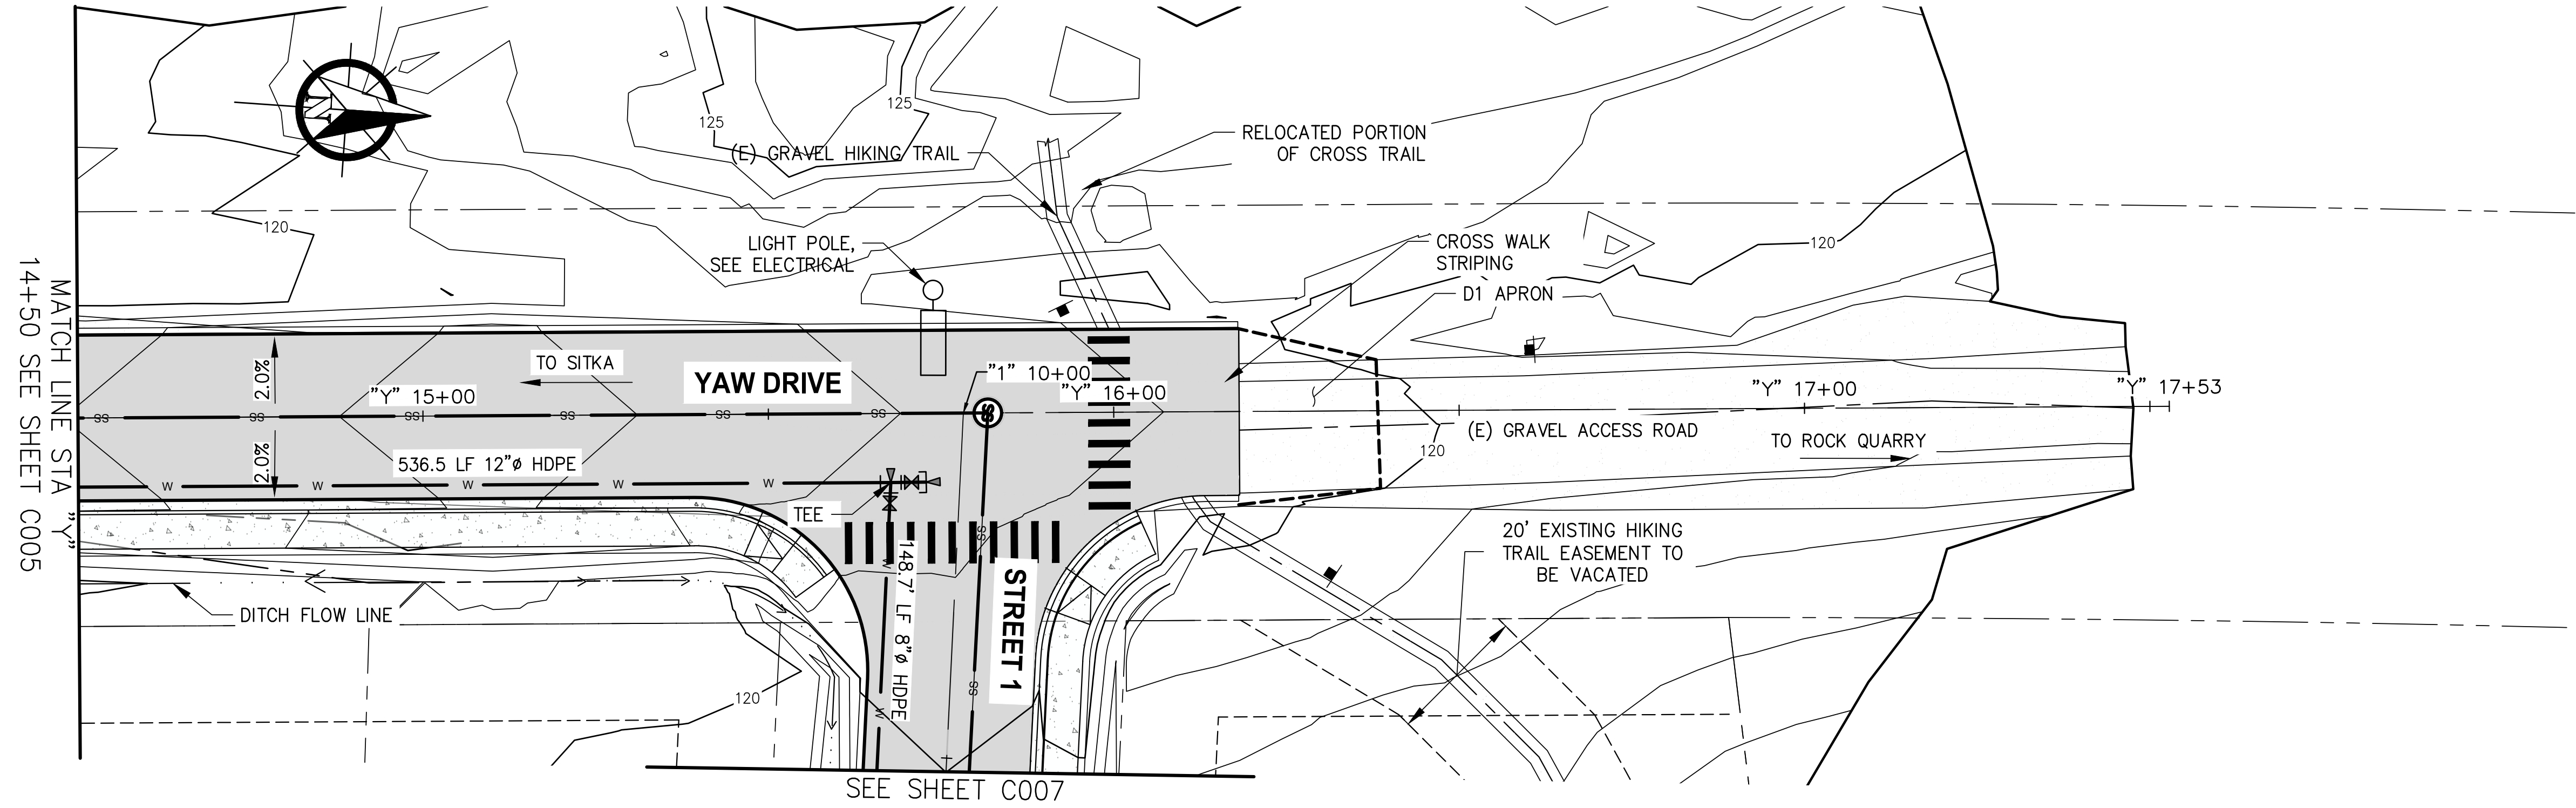 125
125
(E) GRAVEL HIKING TRAIL
RELOCATED PORTION
OF CROSS TRAIL
N
120
LIGHT POLE,
SEE ELECTRICAL
CROSS WALK
STRIPING
120
D1 APRON
MATCH LINE STA "Y"
14+50 SEE SHEET C005
2.0%
TO SITKA
YAW DRIVE
"1" 10+00
"Y" 15+00
"Y" 16+00
"Y" 17+00
"Y" 17+53
SS SS SS SS SS SS
S
(E) GRAVEL ACCESS ROAD
TO ROCK QUARRY
120
2.0%
536.5 LF 12"ø HDPE
W W W W W
TEE
SS
W
148.7' LF 8"ø HDPE
STREET 1
20' EXISTING HIKING
TRAIL EASEMENT TO
BE VACATED
DITCH FLOW LINE
120
SS
W
SEE SHEET C007